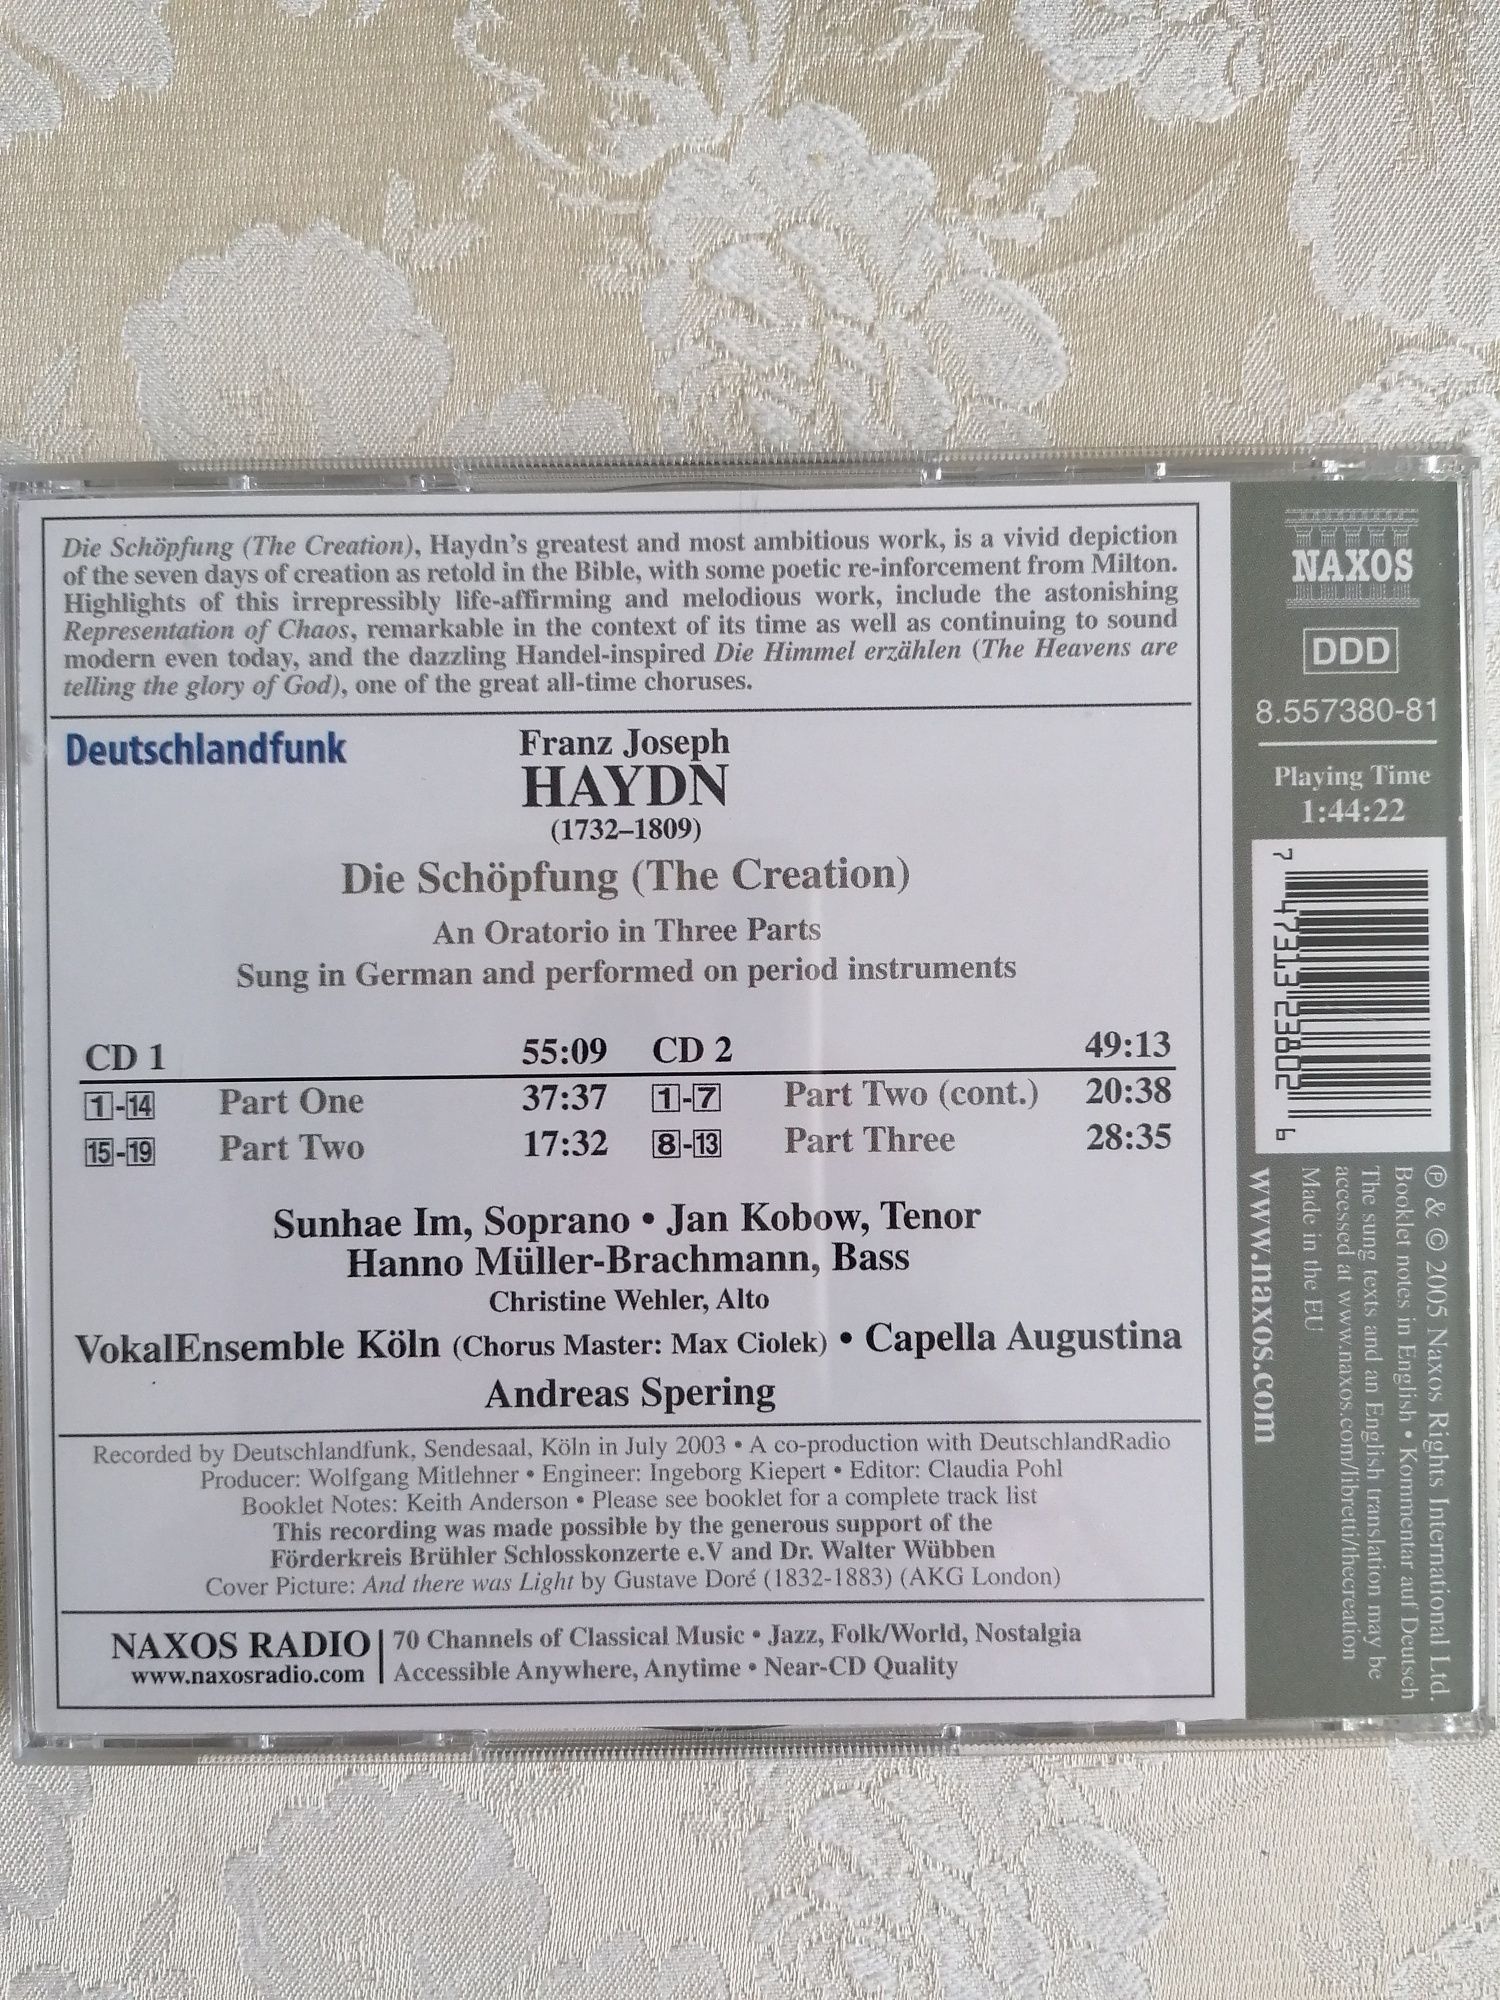 Die Schöpfung (The Creation), Haydn's greatest and most ambitious work, is a vivid depiction
of the seven days of creation as retold in the Bible, with some poetic re-inforcement from Milton.
Highlights of this irrepressibly life-affirming and melodious work, include the astonishing
Representation of Chaos, remarkable in the context of its time as well as continuing to sound
modern even today, and the dazzling Handel-inspired Die Himmel erzählen (The Heavens are
telling the glory of God), one of the great all-time choruses.
Deutschlandfunk
Franz Joseph
HAYDN
(1732–1809)
Die Schöpfung (The Creation)
An Oratorio in Three Parts
Sung in German and performed on period instruments
CD 1 55:09 CD 2 49:13
1-14 Part One 37:37 1-7 Part Two (cont.) 20:38
15-19 Part Two 17:32 8-13 Part Three 28:35
Sunhae Im, Soprano • Jan Kobow, Tenor
Hanno Müller-Brachmann, Bass
Christine Wehler, Alto
VokalEnsemble Köln (Chorus Master: Max Ciolek) • Capella Augustina
Andreas Spering
Recorded by Deutschlandfunk, Sendesaal, Köln in July 2003 • A co-production with DeutschlandRadio
Producer: Wolfgang Mitlehner • Engineer: Ingeborg Kiepert • Editor: Claudia Pohl
Booklet Notes: Keith Anderson • Please see booklet for a complete track list
This recording was made possible by the generous support of the
Förderkreis Brühler Schlosskonzerte e.V and Dr. Walter Wübben
Cover Picture: And there was Light by Gustave Doré (1832-1883) (AKG London)
NAXOS RADIO
www.naxosradio.com
70 Channels of Classical Music • Jazz, Folk/World, Nostalgia
Accessible Anywhere, Anytime • Near-CD Quality
NAXOS
DDD
8.557380-81
Playing Time
1:44:22
7 47313 23802 6
℗ & © 2005 Naxos Rights International Ltd.
Booklet notes in English • Kommentar auf Deutsch
The sung texts and an English translation may be
accessed at www.naxos.com/libretti/thecreation
Made in the EU
www.naxos.com